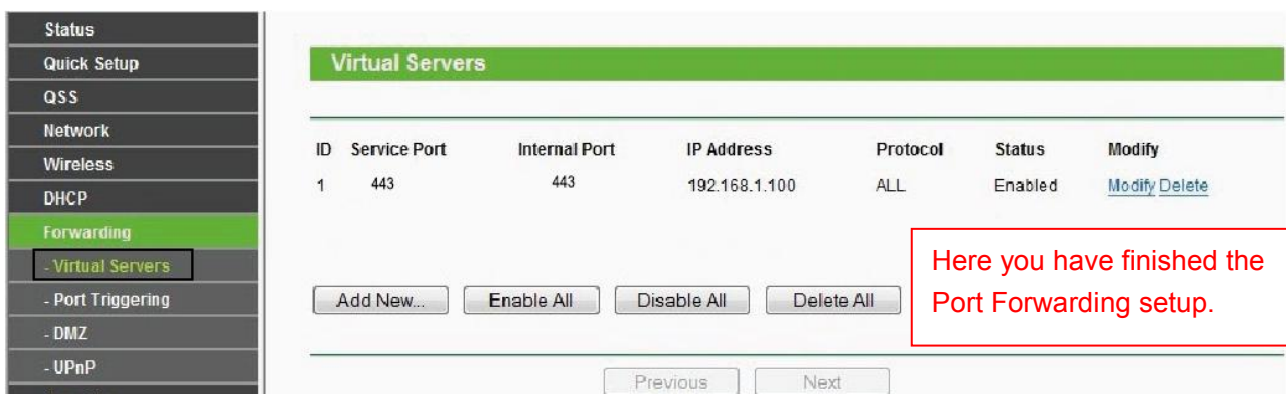 Status
Quick Setup
QSS
Network
Wireless
DHCP
Forwarding
- Virtual Servers
- Port Triggering
- DMZ
- UPnP
Virtual Servers
ID Service Port Internal Port IP Address Protocol Status Modify
1 443 443 192.168.1.100 ALL Enabled Modify Delete
Here you have finished the
Port Forwarding setup.
Add New... Enable All Disable All Delete All
Previous Next